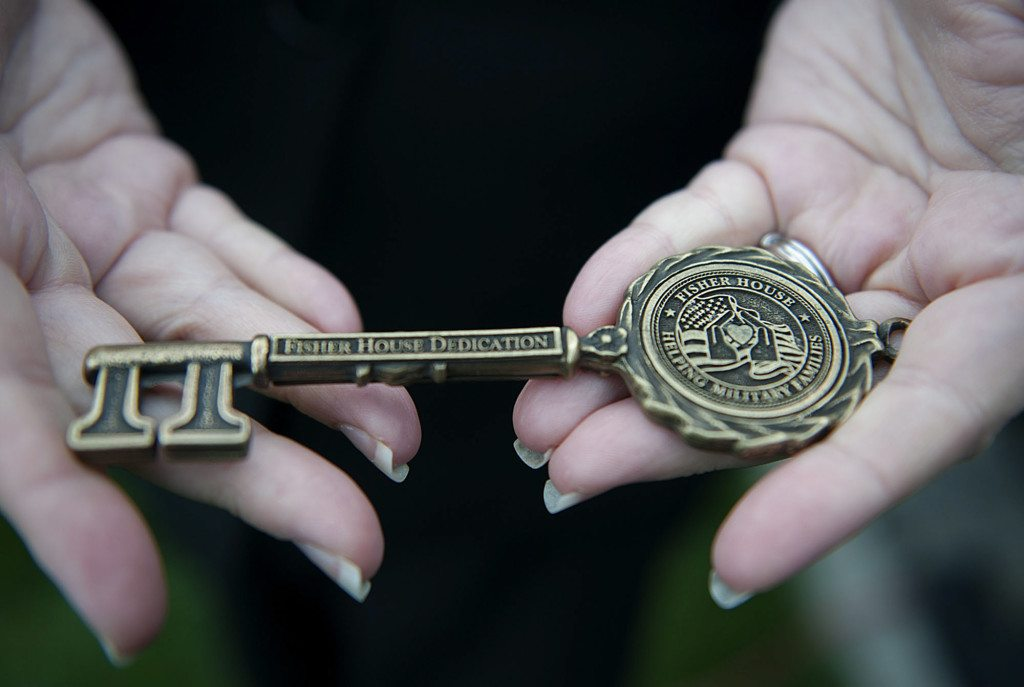 FISHER HOUSE DEDICATION
FISHER HOUSE
HELPING MILITARY FAMILIES